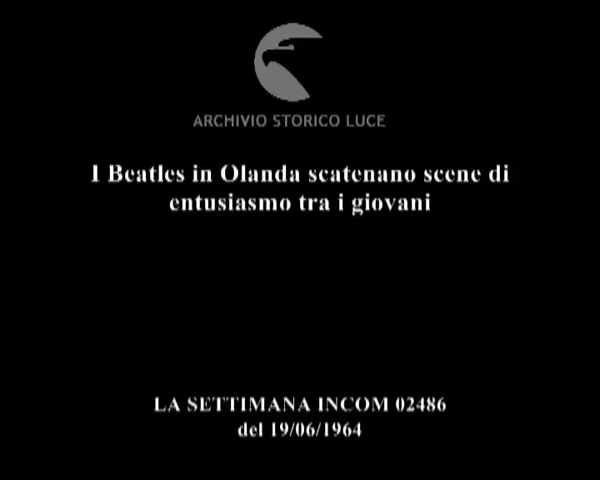 ARCHIVIO STORICO LUCE
I Beatles in Olanda scatenano scene di
entusiasmo tra i giovani
LA SETTIMANA INCOM 02486
del 19/06/1964